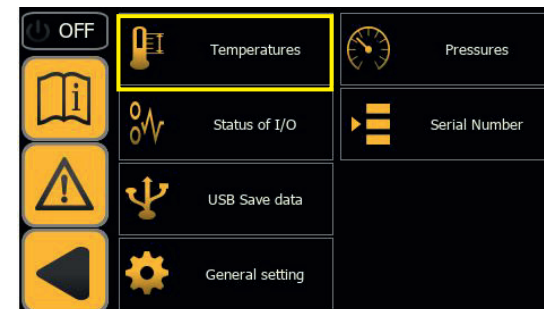 OFF
Temperatures
Pressures
Status of I/O
Serial Number
USB Save data
General setting